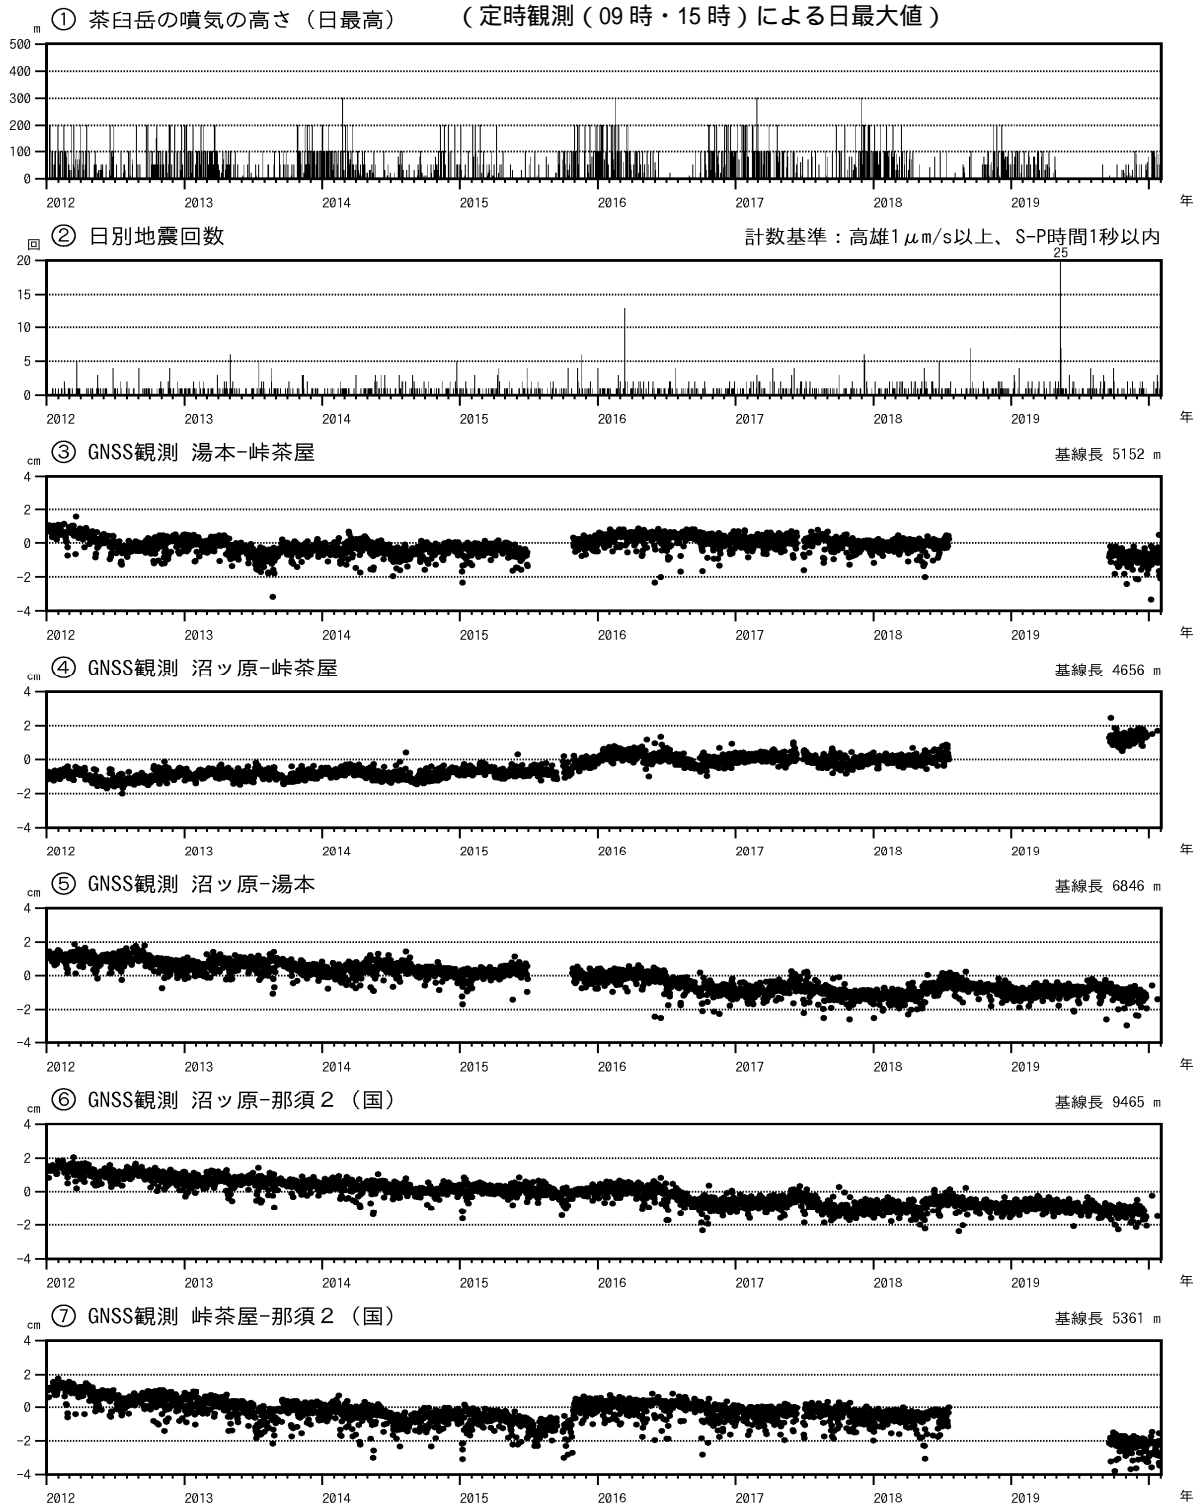 m ① 茶臼岳の噴気の高さ（日最高） （定時観測（09時・15時）による日最大値）
500
400
300
200
100
0
2012 2013 2014 2015 2016 2017 2018 2019 年
回 ② 日別地震回数 計数基準：高雄1μm/s以上、S-P時間1秒以内
25
20
15
10
5
0
2012 2013 2014 2015 2016 2017 2018 2019 年
cm ③ GNSS観測 湯本-峠茶屋 基線長 5152 m
4
2
0
-2
-4
2012 2013 2014 2015 2016 2017 2018 2019 年
cm ④ GNSS観測 沼ッ原-峠茶屋 基線長 4656 m
4
2
0
-2
-4
2012 2013 2014 2015 2016 2017 2018 2019 年
cm ⑤ GNSS観測 沼ッ原-湯本 基線長 6846 m
4
2
0
-2
-4
2012 2013 2014 2015 2016 2017 2018 2019 年
cm ⑥ GNSS観測 沼ッ原-那須２（国） 基線長 9465 m
4
2
0
-2
-4
2012 2013 2014 2015 2016 2017 2018 2019 年
cm ⑦ GNSS観測 峠茶屋-那須２（国） 基線長 5361 m
4
2
0
-2
-4
2012 2013 2014 2015 2016 2017 2018 2019 年